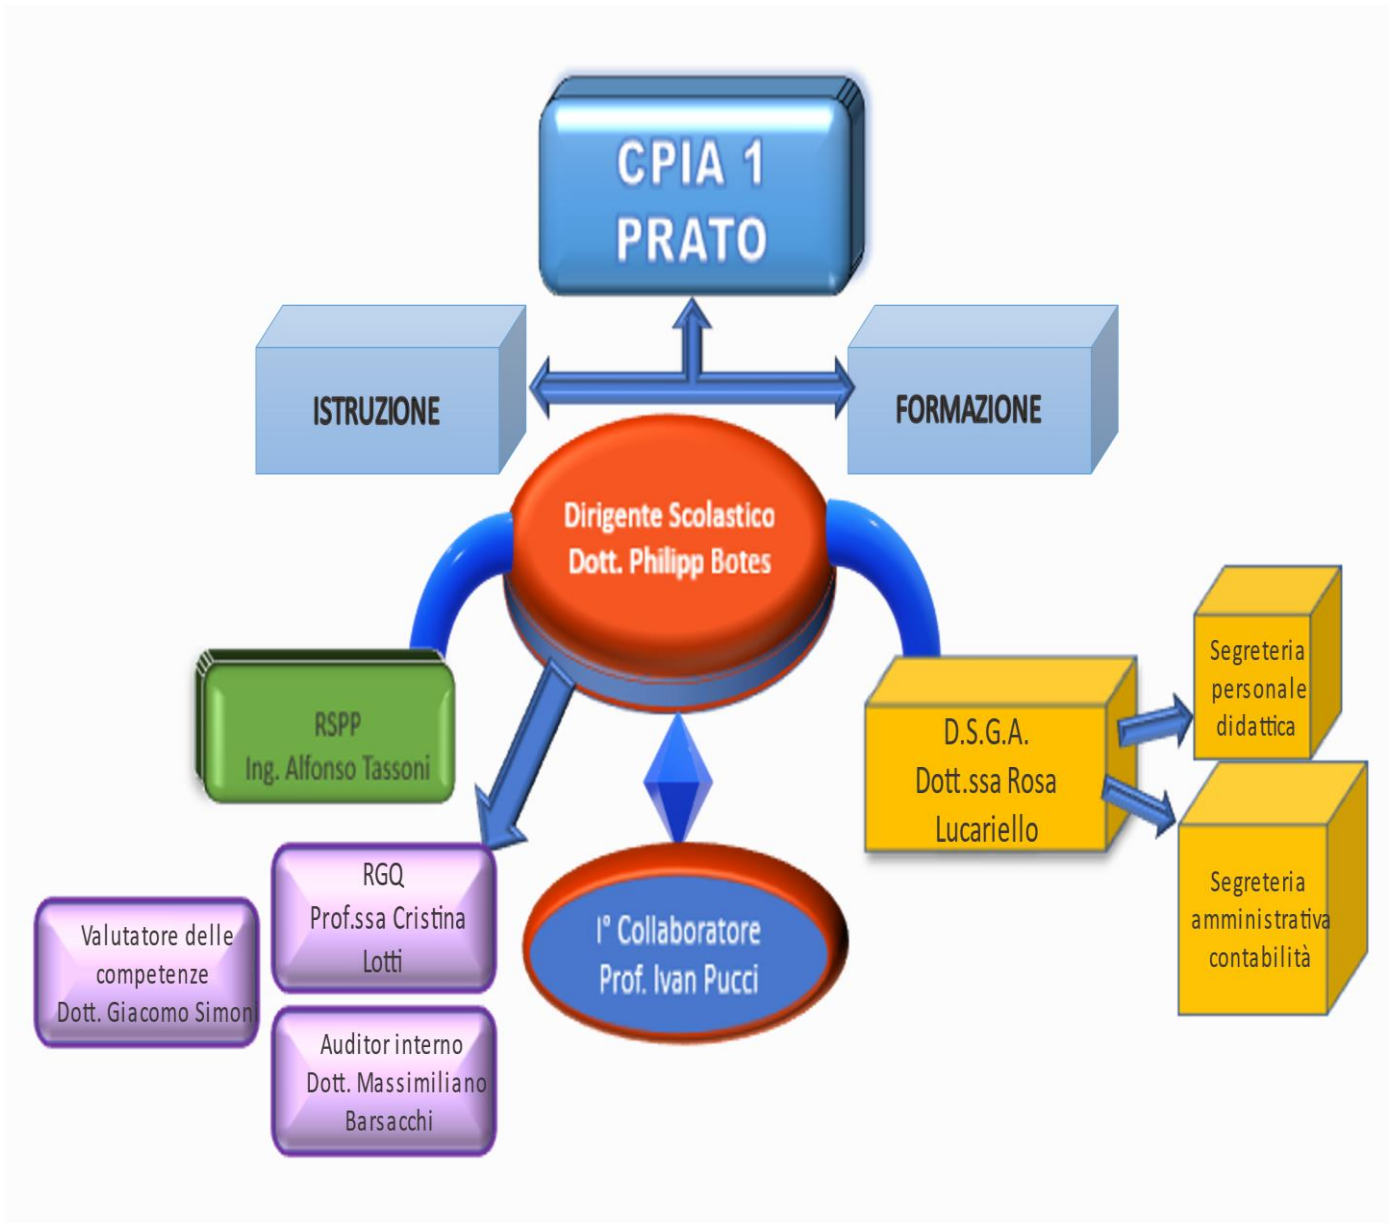 CPIA 1
PRATO
ISTRUZIONE
FORMAZIONE
Dirigente Scolastico
Dott. Philipp Botes
RSPP
Ing. Alfonso Tassoni
D.S.G.A.
Dott.ssa Rosa
Lucariello
Segreteria
personale
didattica
Segreteria
amministrativa
contabilità
RGQ
Prof.ssa Cristina
Lotti
Valutatore delle
competenze
Dott. Giacomo Simoni
Auditor interno
Dott. Massimiliano
Barsacchi
I° Collaboratore
Prof. Ivan Pucci